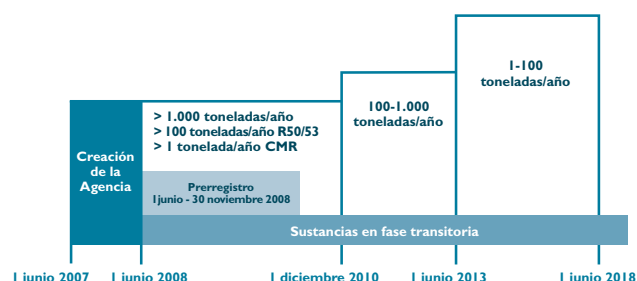 1-100
toneladas/año
100-1.000
toneladas/año
> 1.000 toneladas/año
> 100 toneladas/año R50/53
> 1 tonelada/año CMR
Creación
de la
Agencia
Prerregistro
1junio - 30 noviembre 2008
Sustancias en fase transitoria
1 junio 2007
1 junio 2008
1 diciembre 2010
1 junio 2013
1 junio 2018